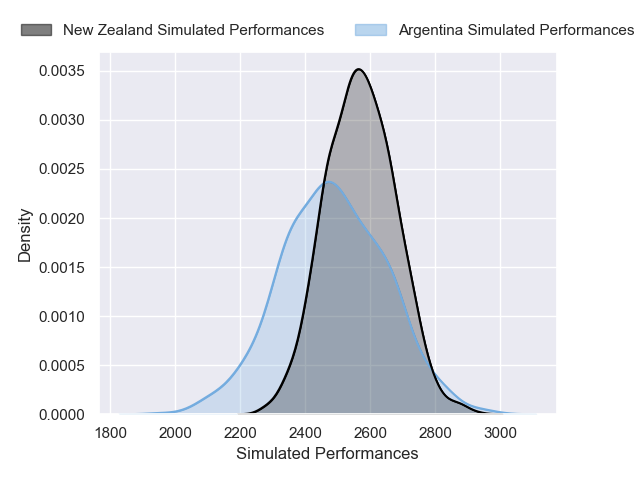 New Zealand Simulated Performances Argentina Simulated Performances
0.0035
0.0030
0.0025
0.0020
0.0015
0.0010
0.0005
0.0000
Density
1800 2000 2200 2400 2600 2800 3000
Simulated Performances